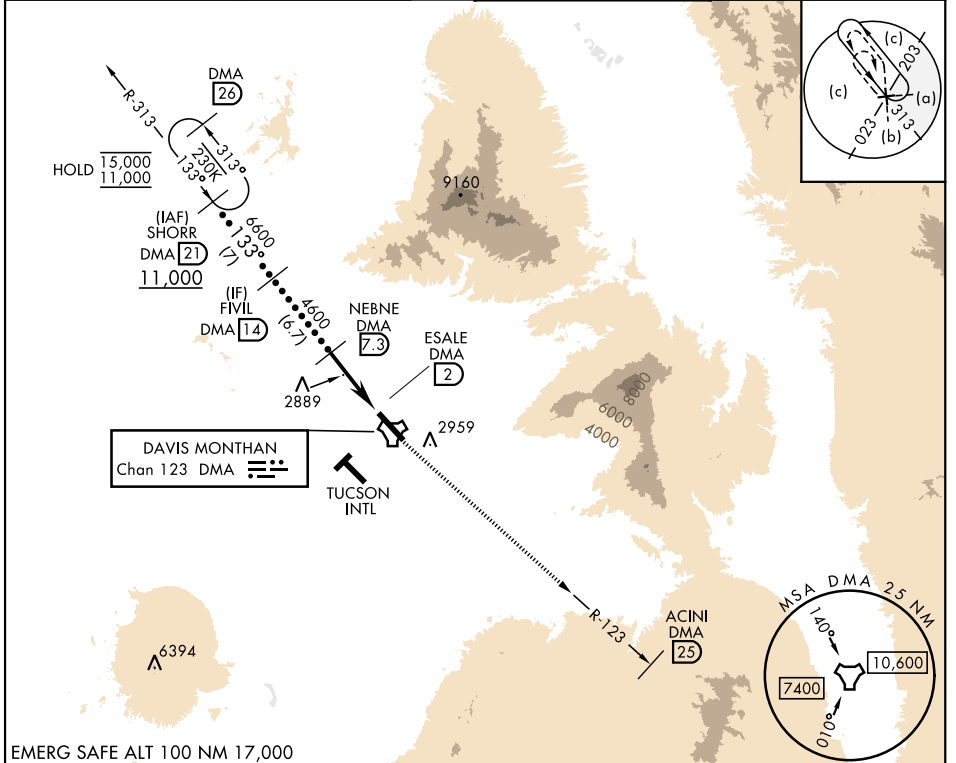 R-313
DMA
26
HOLD 15,000
11,000
230K
313°
133°
(IAF)
SHORR
DMA 21
11,000
6600
133°
(7)
(IF)
FIVIL
DMA 14
4600
(6.7)
NEBNE
DMA
7.3
ESALE
DMA
2
2889
2959
9160
8000
6000
4000
DAVIS MONTHAN
Chan 123 DMA
TUCSON
INTL
R-123
ACINI
DMA
25
6394
EMERG SAFE ALT 100 NM 17,000
(c)
203
(c)
(a)
313
023
(b)
MSA DMA 25 NM
140°
10,600
7400
010°